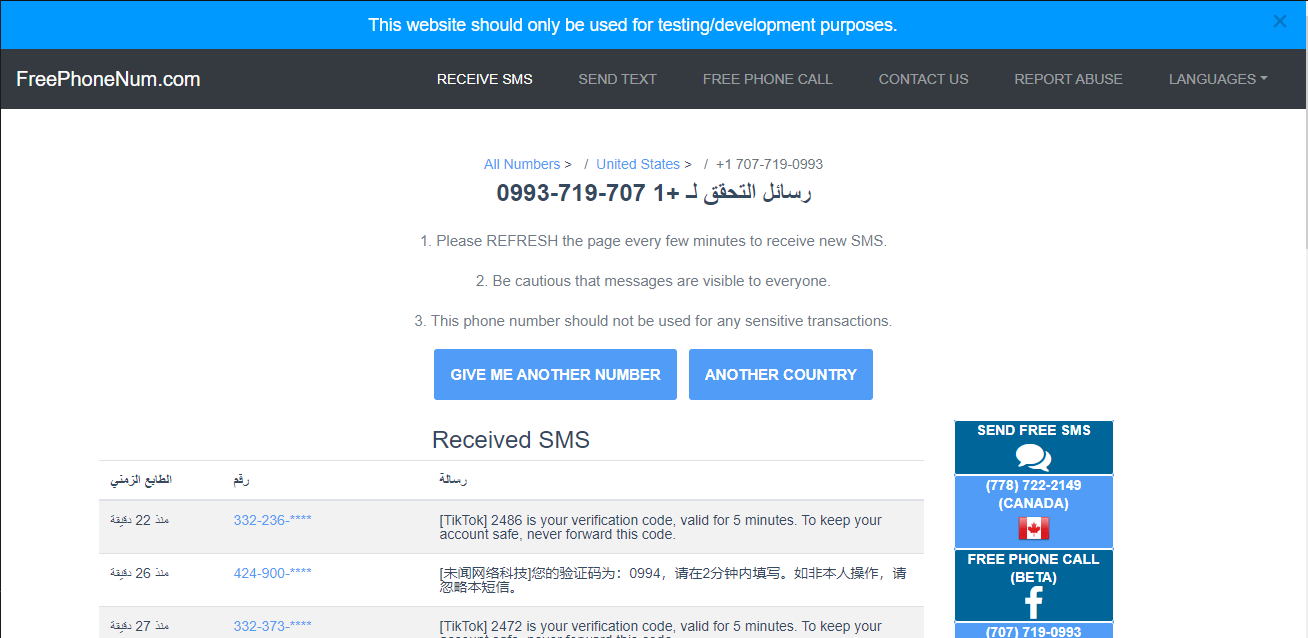 This website should only be used for testing/development purposes.
×
FreePhoneNum.com
RECEIVE SMS
SEND TEXT
FREE PHONE CALL
CONTACT US
REPORT ABUSE
LANGUAGES
All Numbers > / United States > / +1 707-719-0993
رسائل التحقق لـ +1 707-719-0993
1. Please REFRESH the page every few minutes to receive new SMS.
2. Be cautious that messages are visible to everyone.
3. This phone number should not be used for any sensitive transactions.
GIVE ME ANOTHER NUMBER
ANOTHER COUNTRY
Received SMS
الطابع الزمني رقم رسالة
منذ 22 دقيقة 332-236-**** [TikTok] 2486 is your verification code, valid for 5 minutes. To keep your
account safe, never forward this code.
منذ 26 دقيقة 424-900-**** [未闻网络科技]您的验证码为：0994，请在2分钟内填写。如非本人操作，请
忽略本短信。
منذ 27 دقيقة 332-373-**** [TikTok] 2472 is your verification code, valid for 5 minutes. To keep your
account safe, never forward this code.
SEND FREE SMS
(778) 722-2149
(CANADA)
FREE PHONE CALL
(BETA)
(707) 719-0993